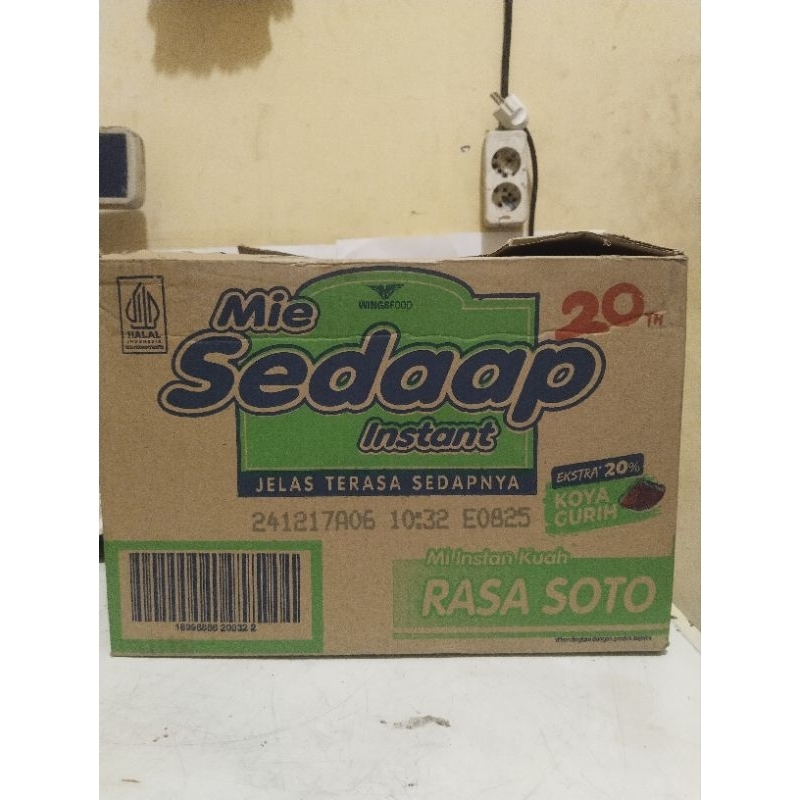 HALAL
INDONESIA
WINGSFOOD
Mie
Sedaap
Instant
20TH
JELAS TERASA SEDAPNYA
EKSTRA* 20%
KOYA
GURIH
241217A06 10:32 E0825
Mi Instan Kuah
RASA SOTO